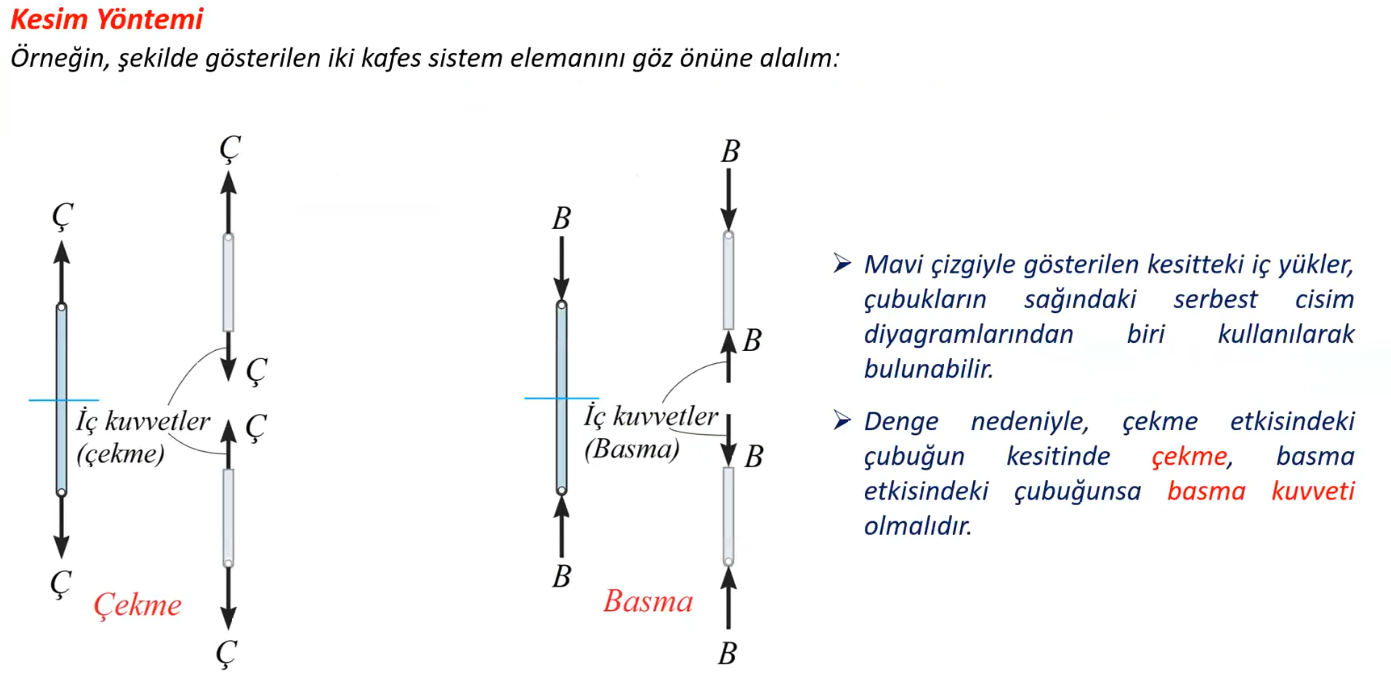 Kesim Yöntemi
Örneğin, şekilde gösterilen iki kafes sistem elemanını göz önüne alalım:
Ç
Ç
Ç
Ç
İç kuvvetler
(çekme)
Ç
Ç
Çekme
B
B
B
B
İç kuvvetler
(Basma)
B
B
Basma
➢ Mavi çizgiyle gösterilen kesitteki iç yükler,
çubukların sağındaki serbest cisim
diyagramlarından biri kullanılarak
bulunabilir.
➢ Denge nedeniyle, çekme etkisindeki
çubuğun kesitinde çekme, basma
etkisindeki çubuğunsa basma kuvveti
olmalıdır.